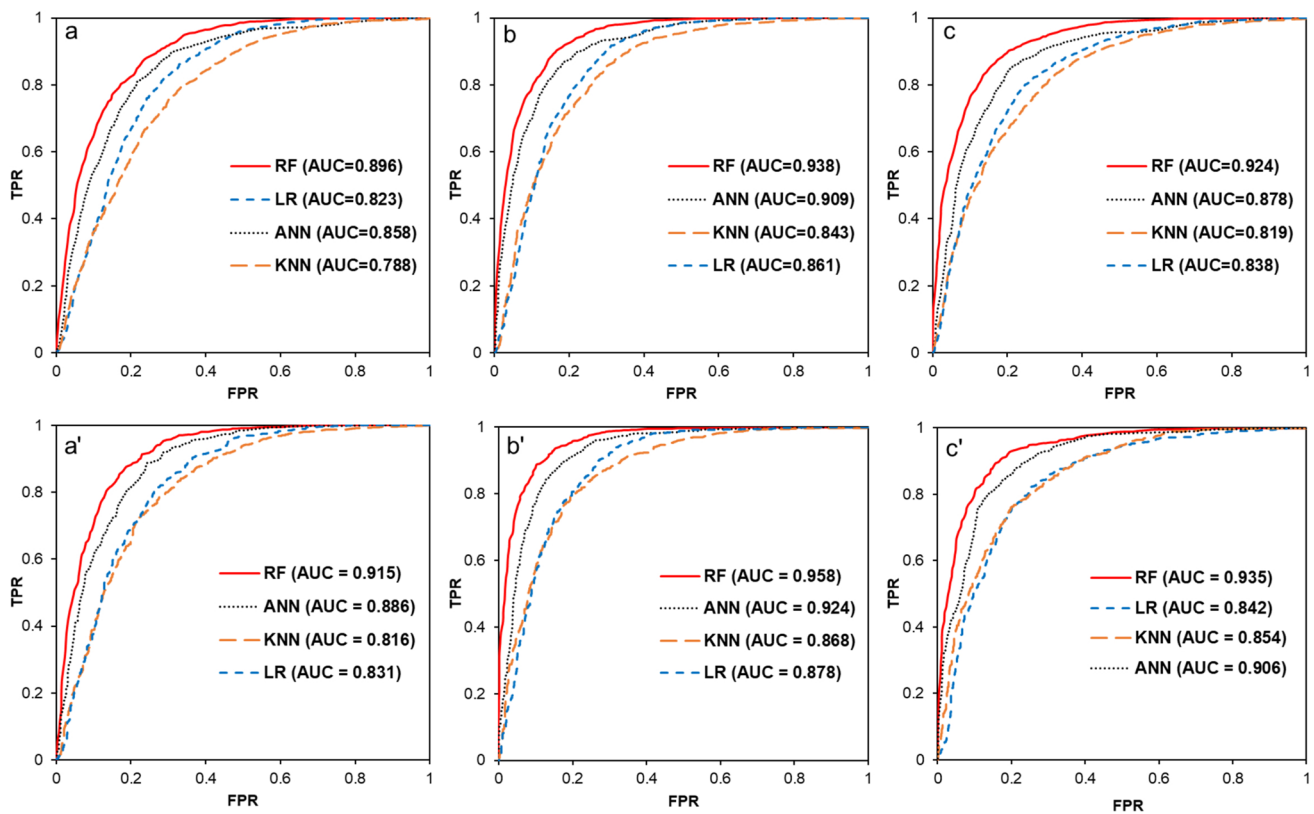 a
TPR
1
0.8
0.6
0.4
0.2
0
RF (AUC=0.896)
LR (AUC=0.823)
ANN (AUC=0.858)
KNN (AUC=0.788)
0 0.2 0.4 0.6 0.8 1
FPR
b
TPR
1
0.8
0.6
0.4
0.2
0
RF (AUC=0.938)
ANN (AUC=0.909)
KNN (AUC=0.843)
LR (AUC=0.861)
0 0.2 0.4 0.6 0.8 1
FPR
c
TPR
1
0.8
0.6
0.4
0.2
0
RF (AUC=0.924)
ANN (AUC=0.878)
KNN (AUC=0.819)
LR (AUC=0.838)
0 0.2 0.4 0.6 0.8 1
FPR
a'
TPR
1
0.8
0.6
0.4
0.2
0
RF (AUC = 0.915)
ANN (AUC = 0.886)
KNN (AUC = 0.816)
LR (AUC = 0.831)
0 0.2 0.4 0.6 0.8 1
FPR
b'
TPR
1
0.8
0.6
0.4
0.2
0
RF (AUC = 0.958)
ANN (AUC = 0.924)
KNN (AUC = 0.868)
LR (AUC = 0.878)
0 0.2 0.4 0.6 0.8 1
FPR
c'
TPR
1
0.8
0.6
0.4
0.2
0
RF (AUC = 0.935)
LR (AUC = 0.842)
KNN (AUC = 0.854)
ANN (AUC = 0.906)
0 0.2 0.4 0.6 0.8 1
FPR